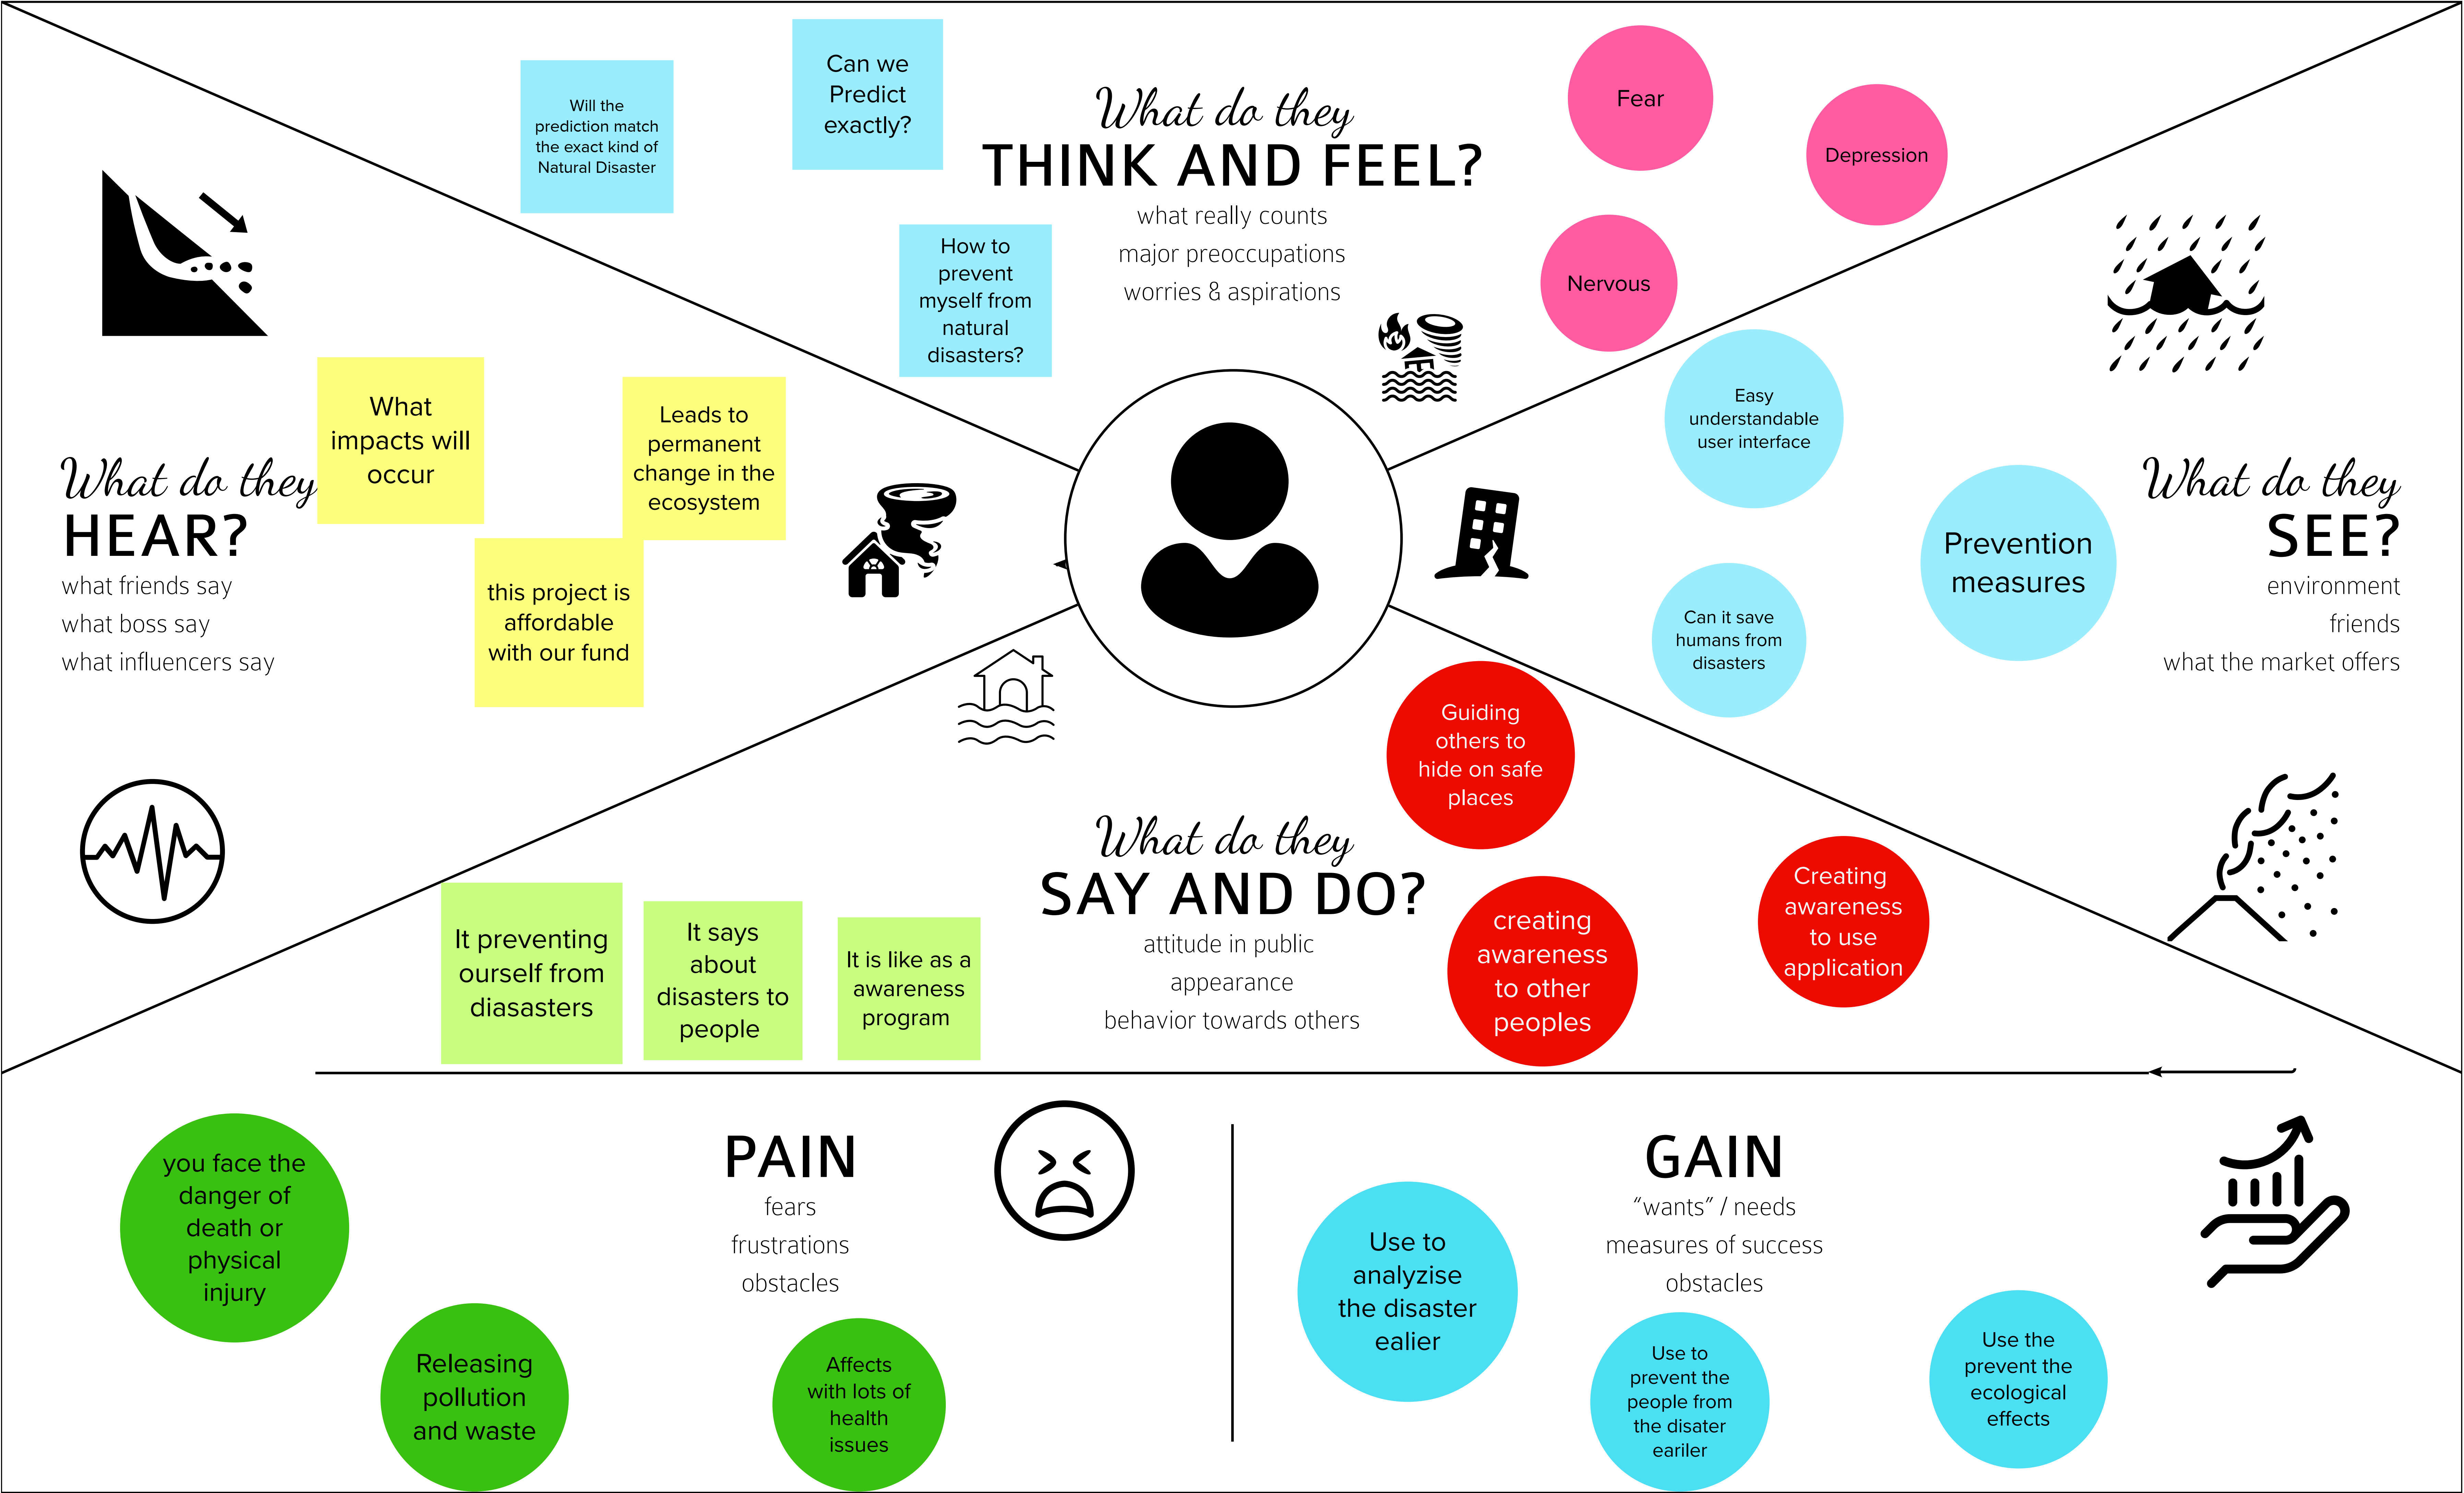 What do they
THINK AND FEEL?
what really counts
major preoccupations
worries & aspirations
Will the
prediction match
the exact kind of
Natural Disaster
Can we
Predict
exactly?
How to
prevent
myself from
natural
disasters?
Fear
Depression
Nervous
What do they
HEAR?
what friends say
what boss say
what influencers say
What
impacts will
occur
Leads to
permanent
change in the
ecosystem
this project is
affordable
with our fund
What do they
SEE?
environment
friends
what the market offers
Easy
understandable
user interface
Prevention
measures
Can it save
humans from
disasters
What do they
SAY AND DO?
attitude in public
appearance
behavior towards others
It preventing
ourself from
diasasters
It says
about
disasters to
people
It is like as a
awareness
program
Guiding
others to
hide on safe
places
creating
awareness
to other
peoples
Creating
awareness
to use
application
PAIN
fears
frustrations
obstacles
you face the
danger of
death or
physical
injury
Releasing
pollution
and waste
Affects
with lots of
health
issues
GAIN
“wants” / needs
measures of success
obstacles
Use to
analyzise
the disaster
ealier
Use to
prevent the
people from
the disater
eariler
Use the
prevent the
ecological
effects